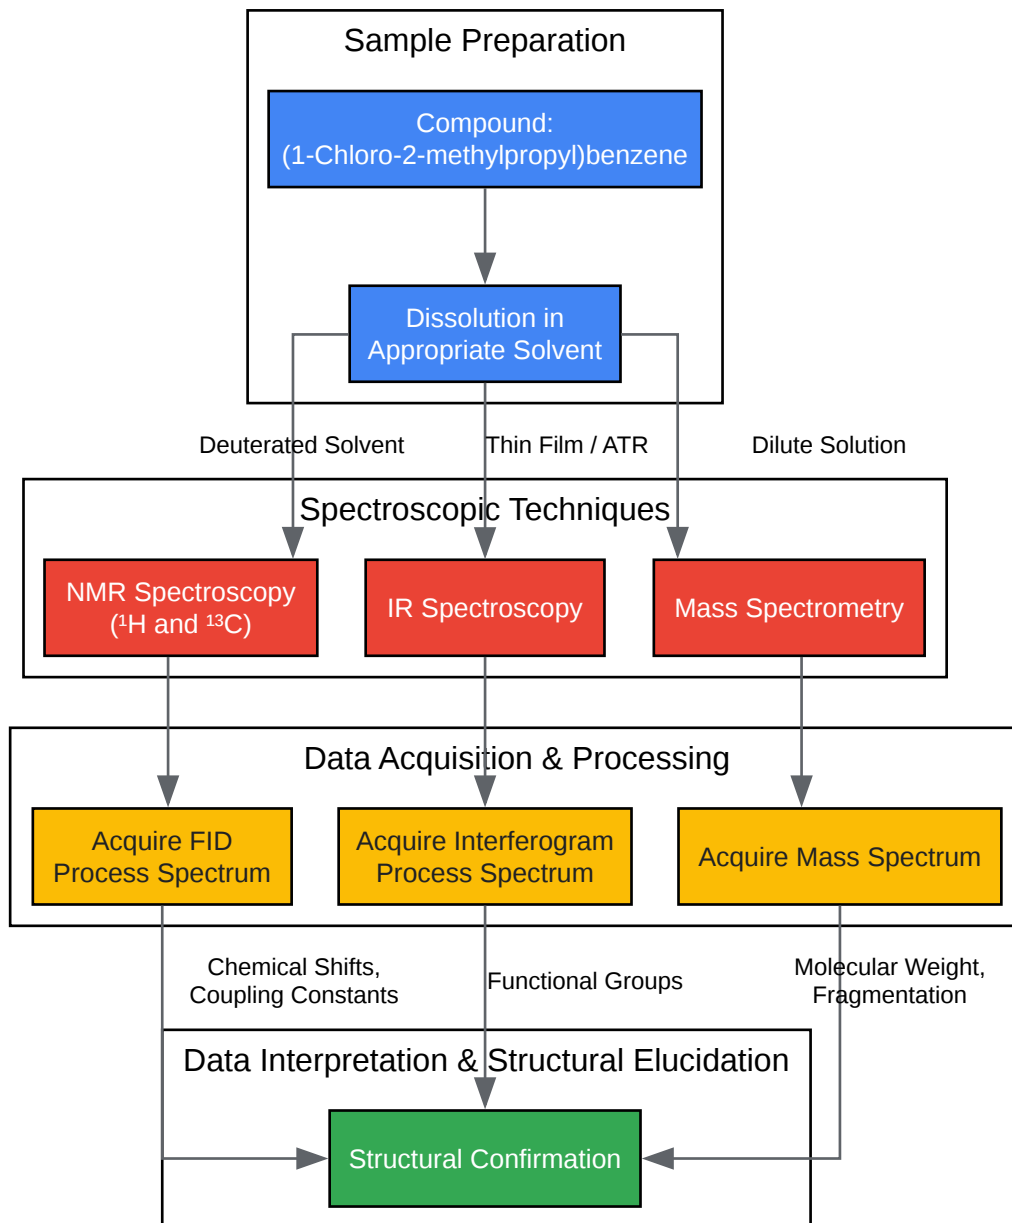 Sample Preparation
Compound:
(1-Chloro-2-methylpropyl)benzene
Dissolution in
Appropriate Solvent
Deuterated Solvent
Thin Film / ATR
Dilute Solution
Spectroscopic Techniques
NMR Spectroscopy
(¹H and ¹³C)
IR Spectroscopy
Mass Spectrometry
Data Acquisition & Processing
Acquire FID
Process Spectrum
Acquire Interferogram
Process Spectrum
Acquire Mass Spectrum
Chemical Shifts,
Coupling Constants
Functional Groups
Molecular Weight,
Fragmentation
Data Interpretation & Structural Elucidation
Structural Confirmation